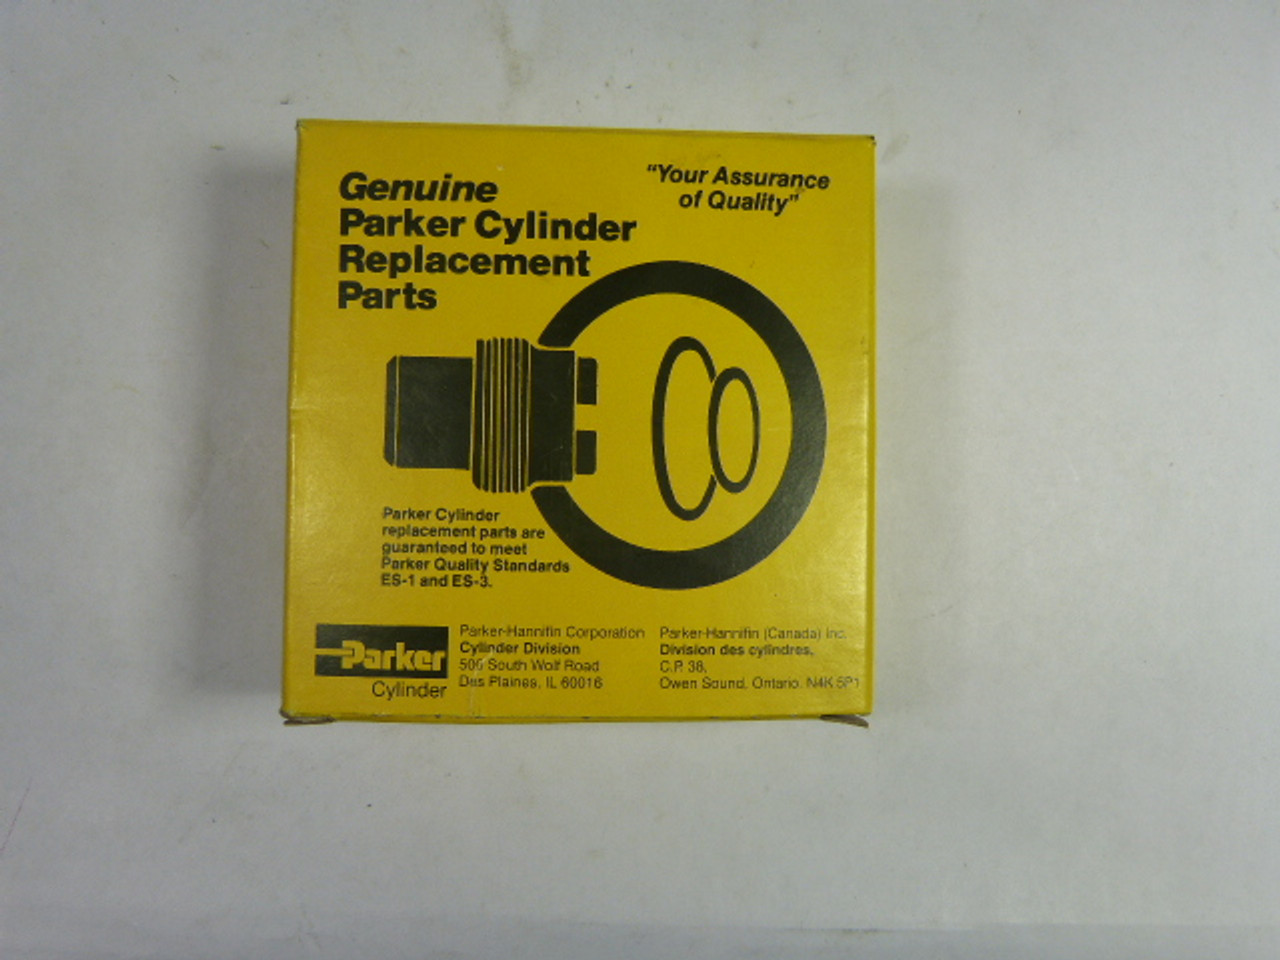 Genuine
Parker Cylinder
Replacement
Parts
"Your Assurance
of Quality"
Parker Cylinder
replacement parts are
guaranteed to meet
Parker Quality Standards
ES-1 and ES-3.
Parker
Cylinder
Parker-Hannifin Corporation
Cylinder Division
500 South Wolf Road
Des Plaines, IL 60016
Parker-Hannifin (Canada) Inc.
Division des cylindres,
C.P. 38,
Owen Sound, Ontario. N4K 5P1